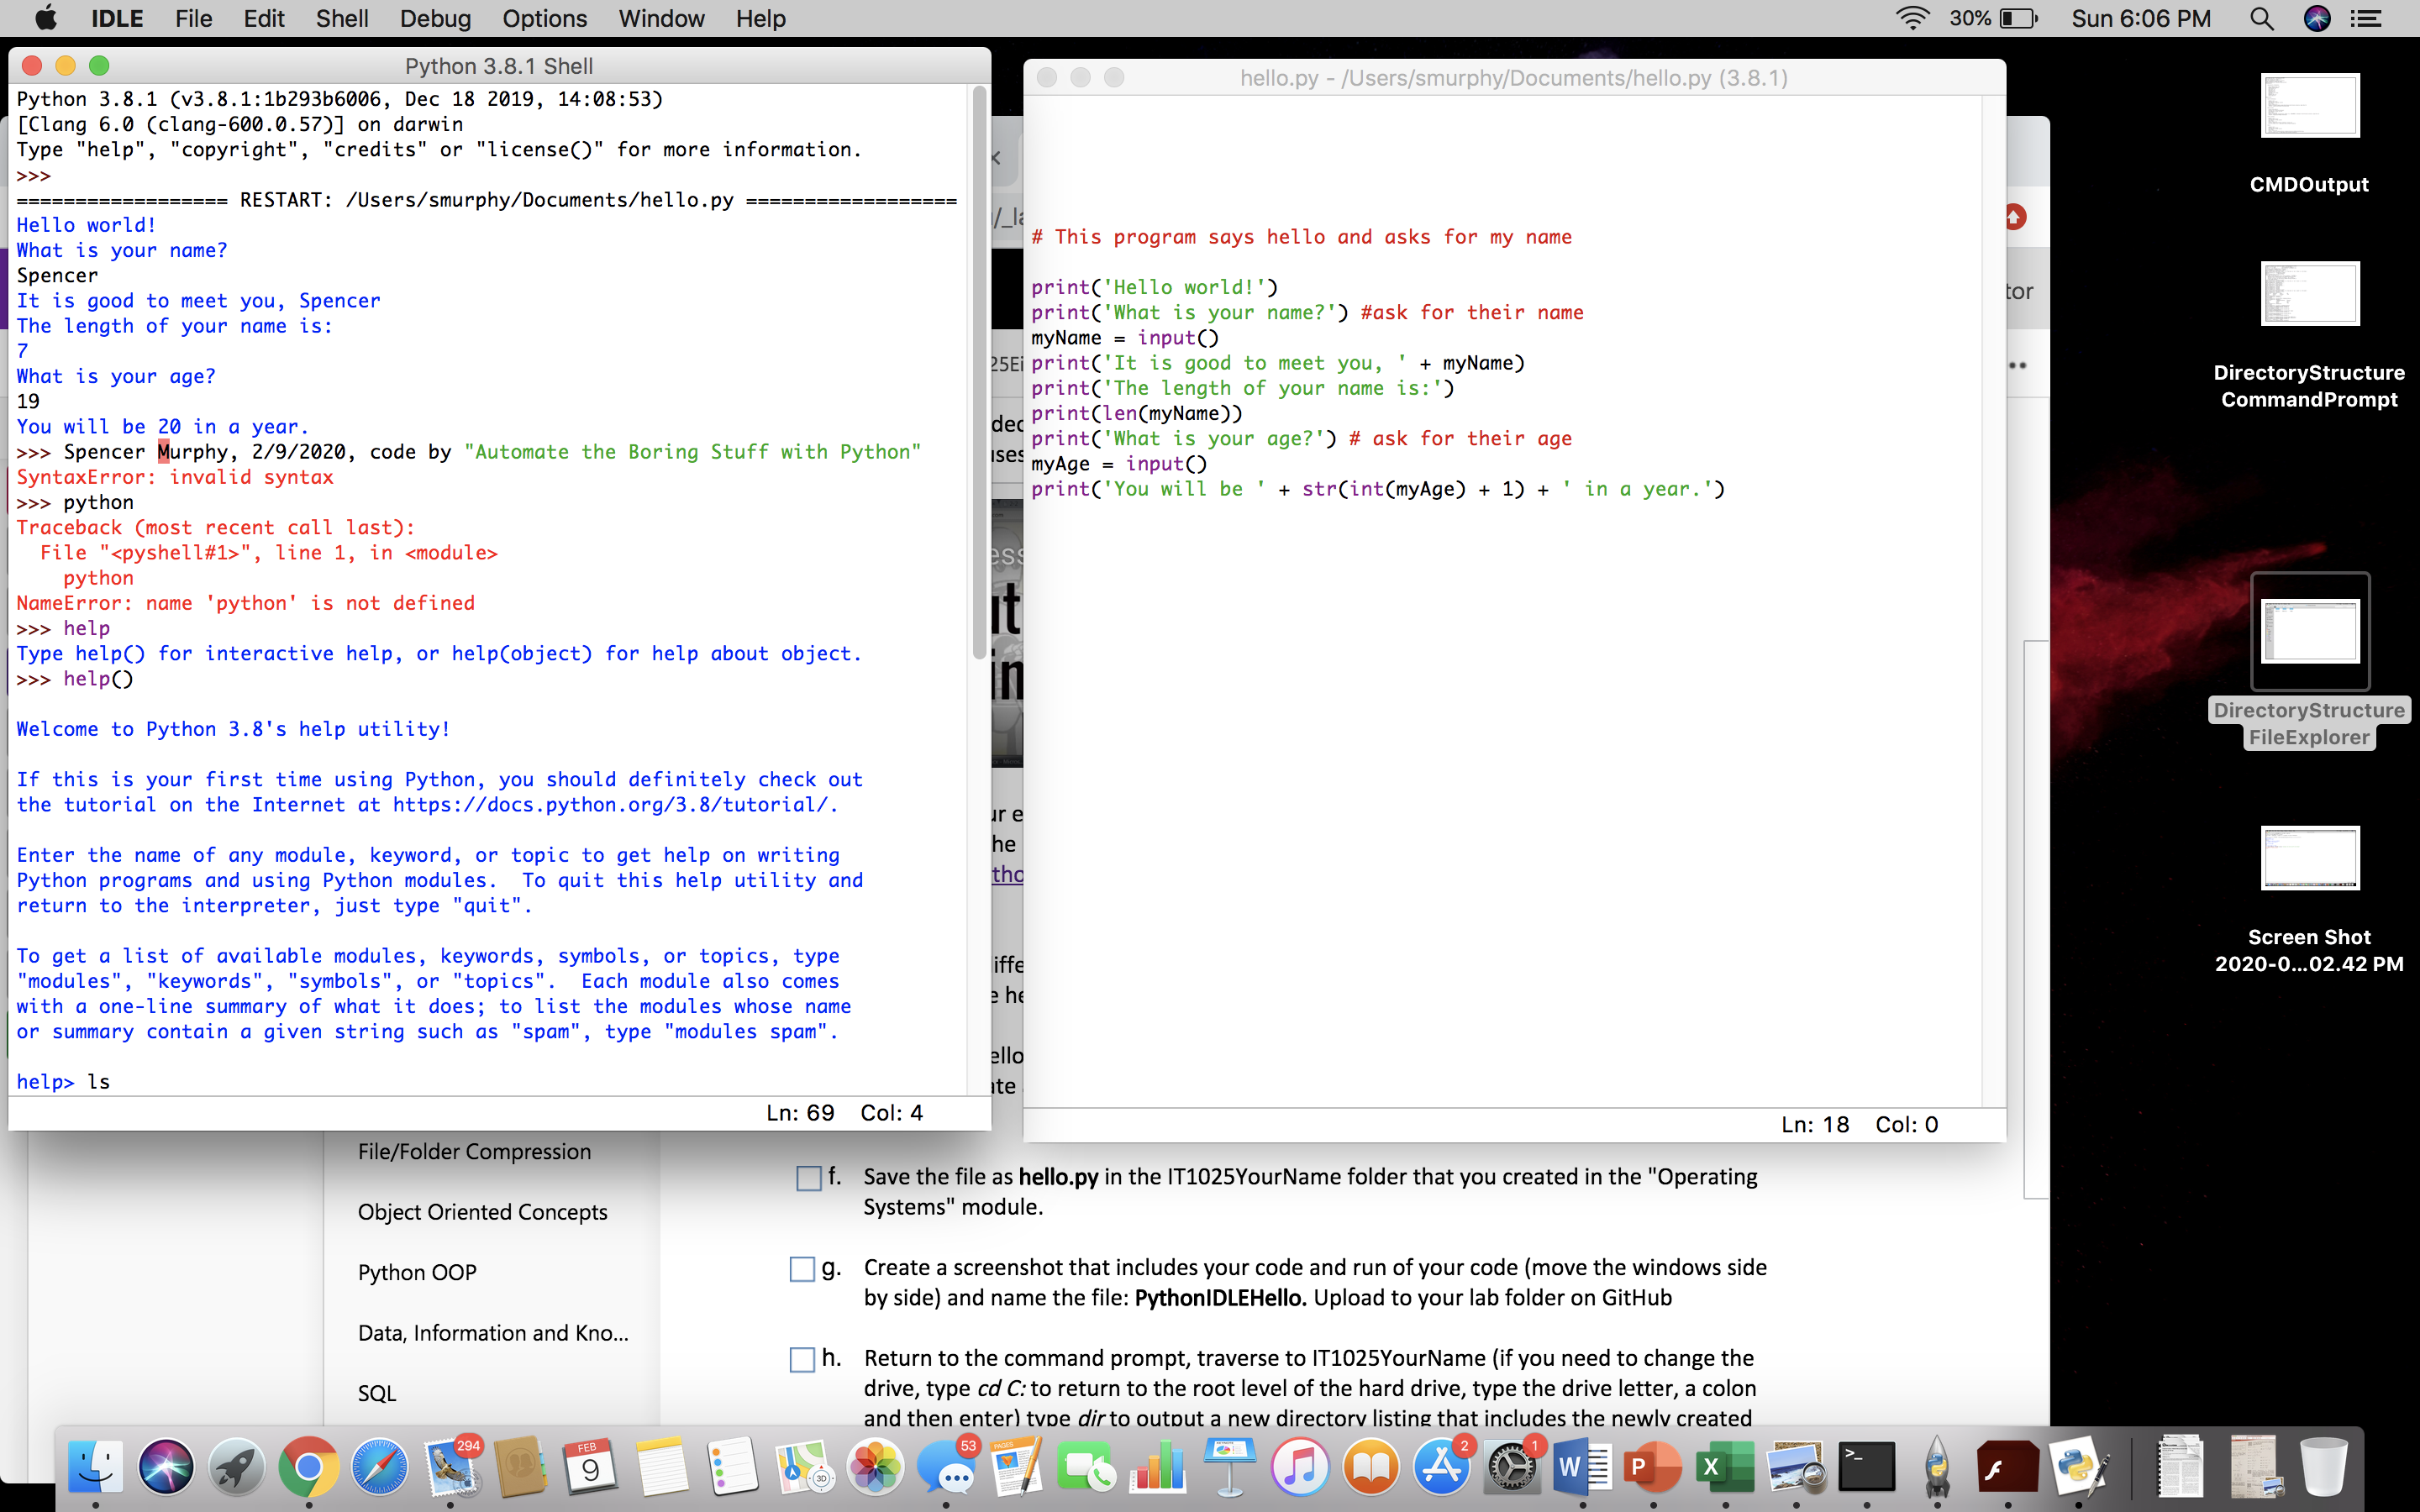 IDLE File Edit Shell Debug Options Window Help 30% Sun 6:06 PM
Python 3.8.1 Shell
Python 3.8.1 (v3.8.1:1b293b6006, Dec 18 2019, 14:08:53)
[Clang 6.0 (clang-600.0.57)] on darwin
Type "help", "copyright", "credits" or "license()" for more information.
>>>
================== RESTART: /Users/smurphy/Documents/hello.py ==================
Hello world!
What is your name?
Spencer
It is good to meet you, Spencer
The length of your name is:
7
What is your age?
19
You will be 20 in a year.
>>> Spencer Murphy, 2/9/2020, code by "Automate the Boring Stuff with Python"
SyntaxError: invalid syntax
>>> python
Traceback (most recent call last):
  File "<pyshell#1>", line 1, in <module>
    python
NameError: name 'python' is not defined
>>> help
Type help() for interactive help, or help(object) for help about object.
>>> help()
Welcome to Python 3.8's help utility!
If this is your first time using Python, you should definitely check out
the tutorial on the Internet at https://docs.python.org/3.8/tutorial/.
Enter the name of any module, keyword, or topic to get help on writing
Python programs and using Python modules.  To quit this help utility and
return to the interpreter, just type "quit".
To get a list of available modules, keywords, symbols, or topics, type
"modules", "keywords", "symbols", or "topics".  Each module also comes
with a one-line summary of what it does; to list the modules whose name
or summary contain a given string such as "spam", type "modules spam".
help> ls
Ln: 69 Col: 4
hello.py - /Users/smurphy/Documents/hello.py (3.8.1)
# This program says hello and asks for my name
print('Hello world!')
print('What is your name?') #ask for their name
myName = input()
print('It is good to meet you, ' + myName)
print('The length of your name is:')
print(len(myName))
print('What is your age?') # ask for their age
myAge = input()
print('You will be ' + str(int(myAge) + 1) + ' in a year.')
Ln: 18 Col: 0
tor
CMDOutput
DirectoryStructure
CommandPrompt
DirectoryStructure
FileExplorer
Screen Shot
2020-0...02.42 PM
File/Folder Compression
Object Oriented Concepts
Python OOP
Data, Information and Kno...
SQL
f. Save the file as hello.py in the IT1025YourName folder that you created in the "Operating
Systems" module.
g. Create a screenshot that includes your code and run of your code (move the windows side
by side) and name the file: PythonIDLEHello. Upload to your lab folder on GitHub
h. Return to the command prompt, traverse to IT1025YourName (if you need to change the
drive, type cd C: to return to the root level of the hard drive, type the drive letter, a colon
and then enter) type dir to output a new directory listing that includes the newly created
294
FEB
9
3D
53
PAGES
2
1
W
P
X
>_